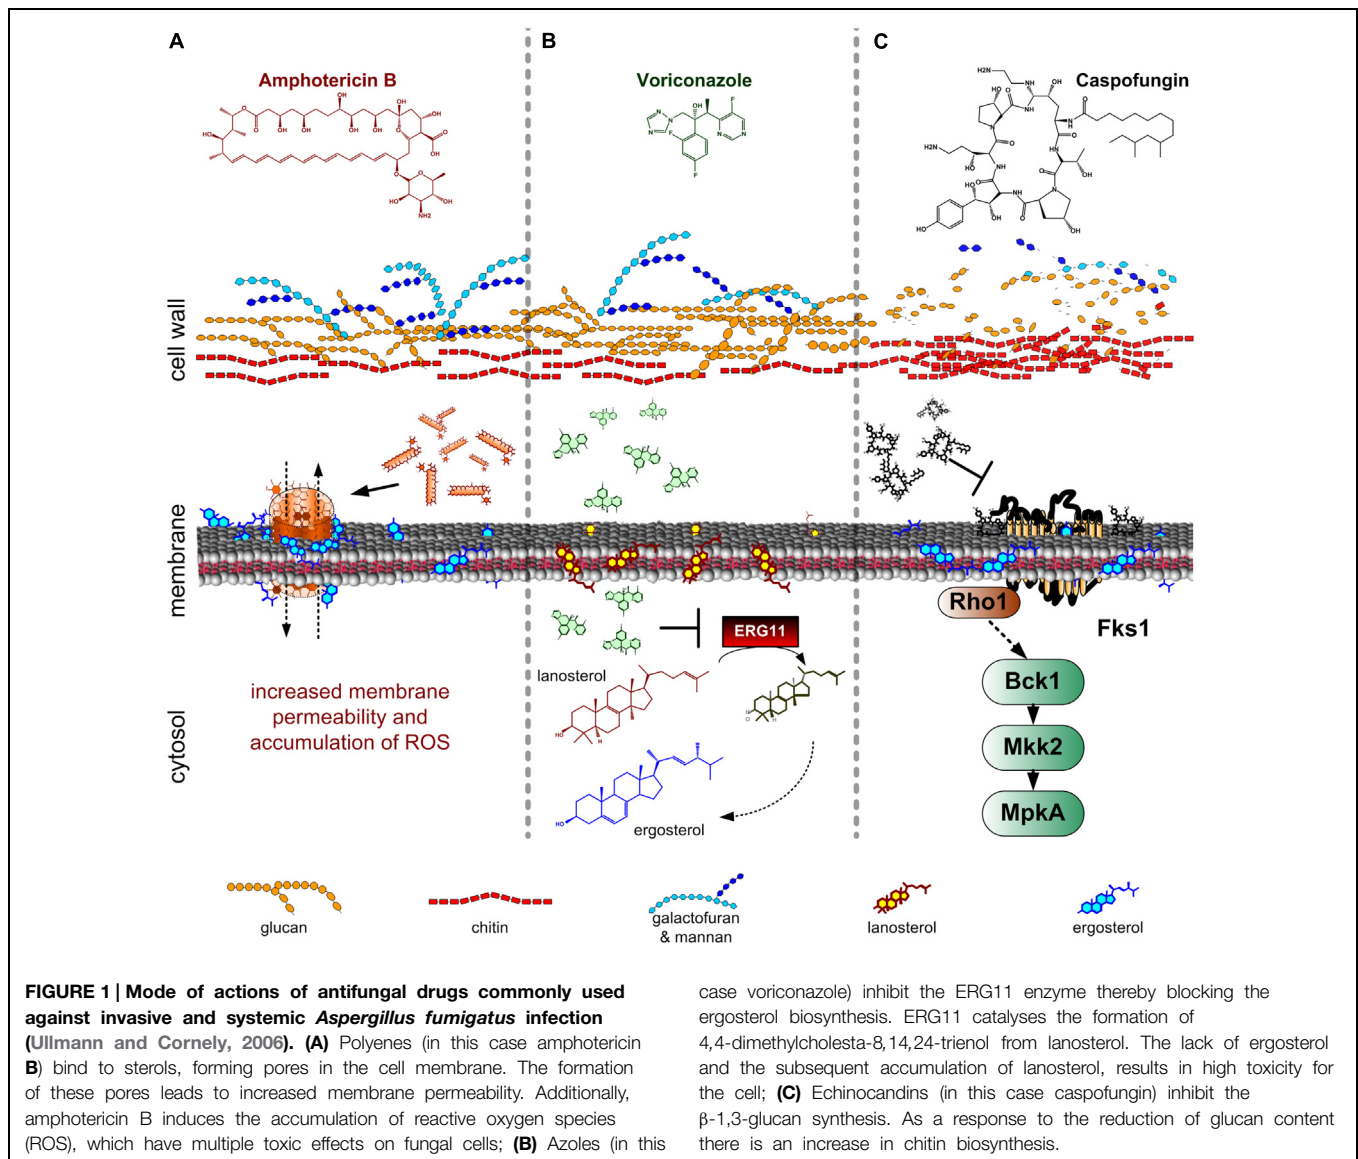 A
B
C
Amphotericin B
Voriconazole
Caspofungin
cell wall
membrane
cytosol
increased membrane
permeability and
accumulation of ROS
ERG11
lanosterol
ergosterol
Rho1
Fks1
Bck1
Mkk2
MpkA
glucan
chitin
galactofuran
& mannan
lanosterol
ergosterol
FIGURE 1 | Mode of actions of antifungal drugs commonly used
against invasive and systemic Aspergillus fumigatus infection
(Ullmann and Cornely, 2006). (A) Polyenes (in this case amphotericin
B) bind to sterols, forming pores in the cell membrane. The formation
of these pores leads to increased membrane permeability. Additionally,
amphotericin B induces the accumulation of reactive oxygen species
(ROS), which have multiple toxic effects on fungal cells; (B) Azoles (in this
case voriconazole) inhibit the ERG11 enzyme thereby blocking the
ergosterol biosynthesis. ERG11 catalyses the formation of
4,4-dimethylcholesta-8,14,24-trienol from lanosterol. The lack of ergosterol
and the subsequent accumulation of lanosterol, results in high toxicity for
the cell; (C) Echinocandins (in this case caspofungin) inhibit the
β-1,3-glucan synthesis. As a response to the reduction of glucan content
there is an increase in chitin biosynthesis.